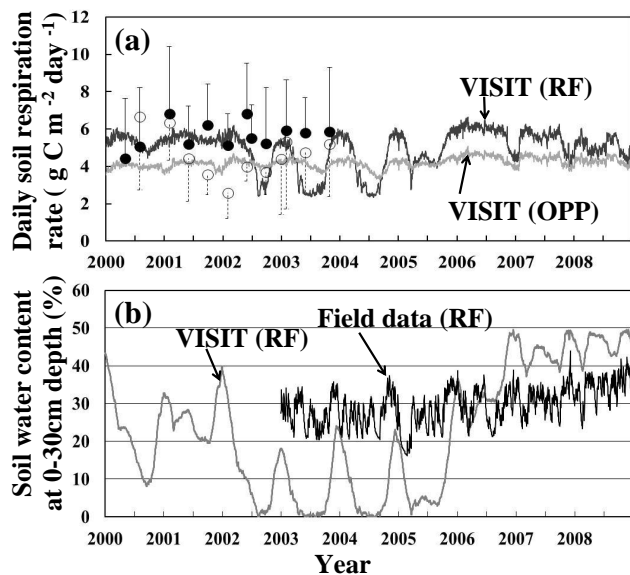 (a)
Daily soil respiration
rate ( g C m -2 day -1)
12
10
8
6
4
2
0
VISIT (RF)
VISIT (OPP)
2000 2001 2002 2003 2004 2005 2006 2007 2008
(b)
Soil water content
at 0-30cm depth (%)
60
50
40
30
20
10
0
VISIT (RF)
Field data (RF)
2000 2001 2002 2003 2004 2005 2006 2007 2008
Year